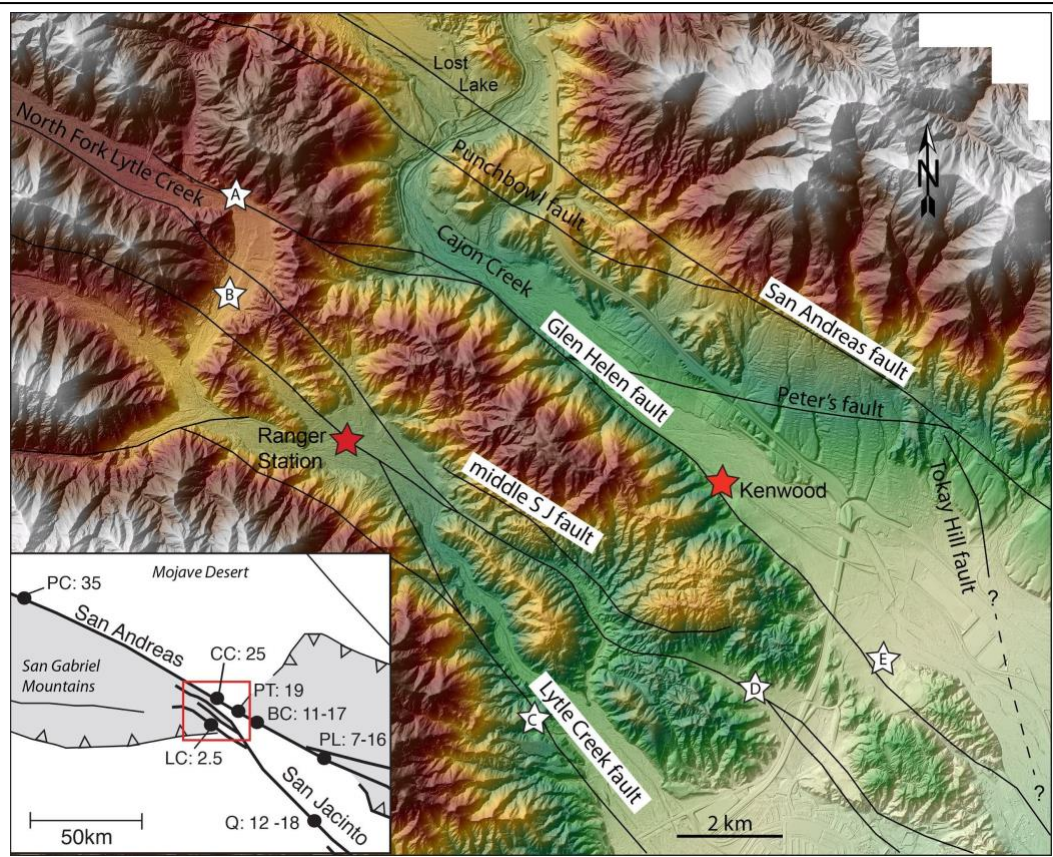 Lost
Lake
North Fork Lytle Creek
A
Punchbowl fault
N
B
Cajon Creek
San Andreas fault
Glen Helen fault
Peter's fault
Ranger
Station
middle S J fault
Kenwood
Tokay Hill fault
?
E
D
C
Lytle Creek fault
?
2 km
PC: 35
Mojave Desert
San Andreas
CC: 25
San Gabriel
Mountains
PT: 19
BC: 11-17
PL: 7-16
LC: 2.5
San Jacinto
50km
Q: 12 -18